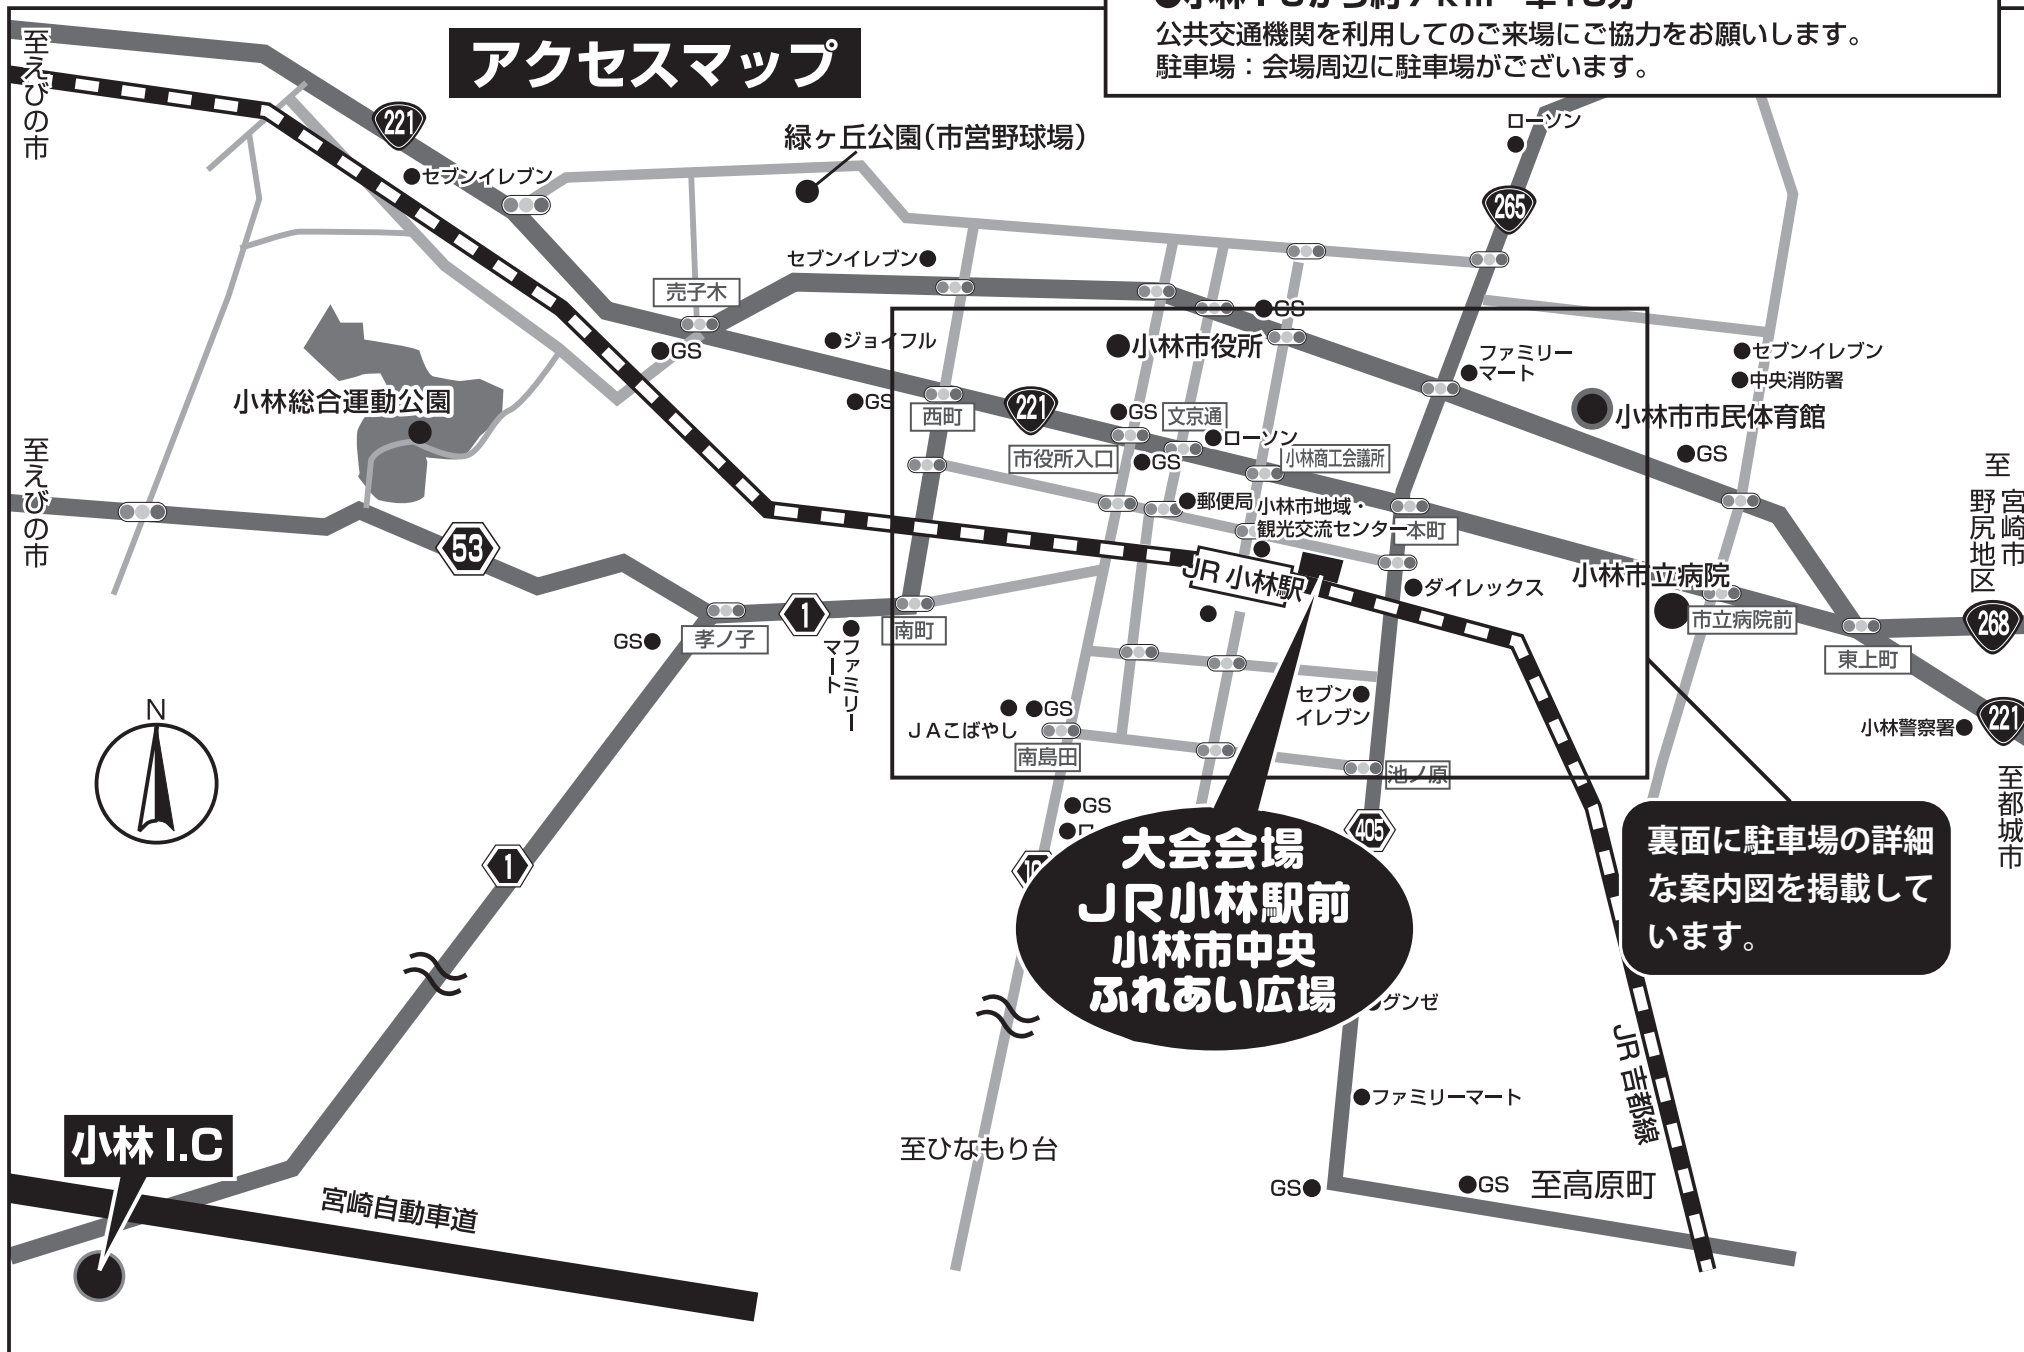 公共交通機関を利用してのご来場にご協力をお願いします。
駐車場：会場周辺に駐車場がございます。
アクセスマップ
至えびの市
221
セブンイレブン
緑ヶ丘公園(市営野球場)
ローソン
265
セブンイレブン
売子木
GS
ジョイフル
GS
GS
小林市役所
ファミリー
マート
セブンイレブン
中央消防署
小林市市民体育館
GS
小林総合運動公園
西町
221
GS
文京通
ローソン
市役所入口
GS
小林商工会議所
郵便局
小林市地域・
観光交流センター
本町
至えびの市
53
至
宮崎市
野尻地区
JR 小林駅
ダイレックス
小林市立病院
市立病院前
268
東上町
221
小林警察署
至都城市
1
孝ノ子
GS
南町
ファミリー
マート
N
GS
JAこばやし
南島田
セブン
イレブン
池ノ原
GS
405
1
大会会場
JR小林駅前
小林市中央
ふれあい広場
裏面に駐車場の詳細
な案内図を掲載して
います。
グンゼ
ファミリーマート
JR 吉都線
至ひなもり台
GS
GS
至高原町
小林 I.C
宮崎自動車道